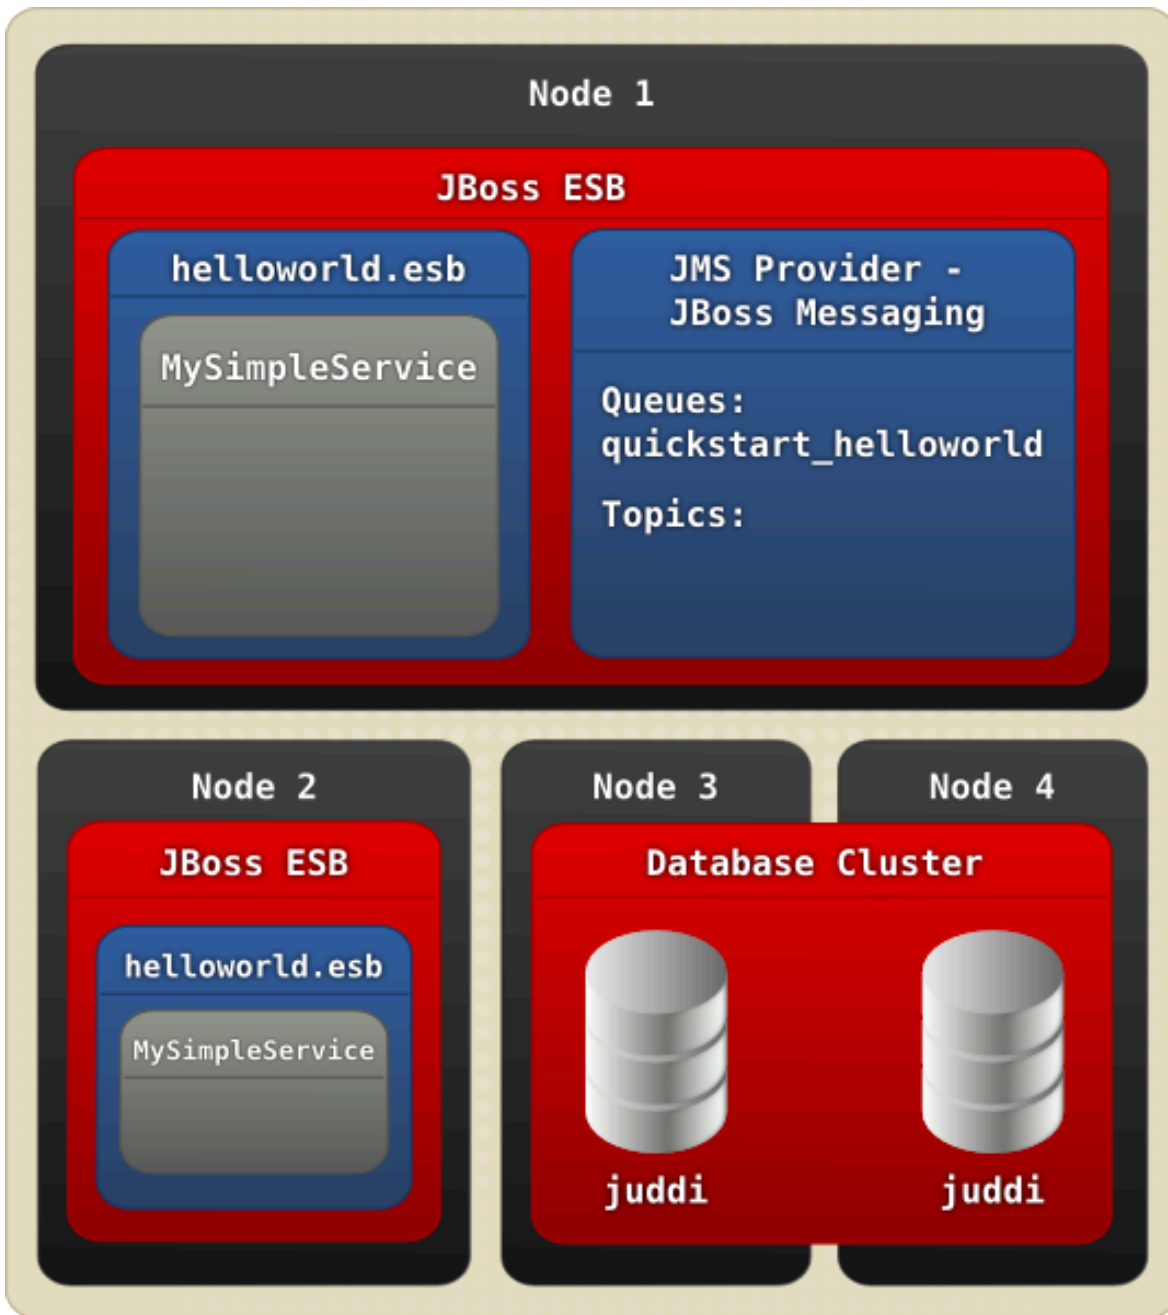 Node 1
JBoss ESB
helloworld.esb
MySimpleService
JMS Provider -
JBoss Messaging
Queues:
quickstart_helloworld
Topics:
Node 2
JBoss ESB
helloworld.esb
MySimpleService
Node 3
Node 4
Database Cluster
juddi
juddi